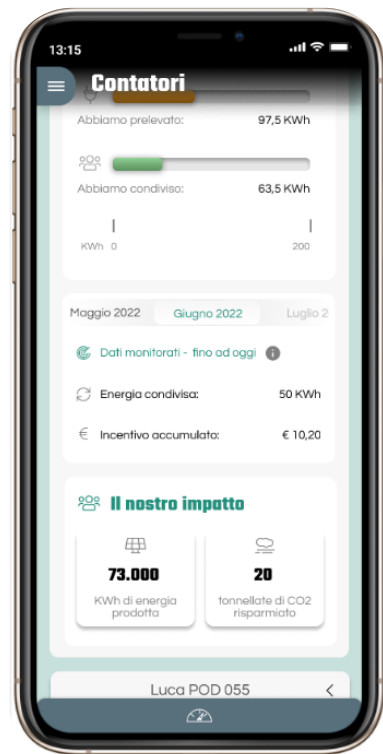 13:15
Contatori
Abbiamo prelevato: 97,5 KWh
Abbiamo condiviso: 63,5 KWh
KWh 0 200
Maggio 2022 Giugno 2022 Luglio 2
Dati monitorati - fino ad oggi
Energia condivisa: 50 KWh
€ Incentivo accumulato: € 10,20
Il nostro impatto
73.000
KWh di energia
prodotta
20
tonnellate di CO2
risparmiato
Luca POD 055